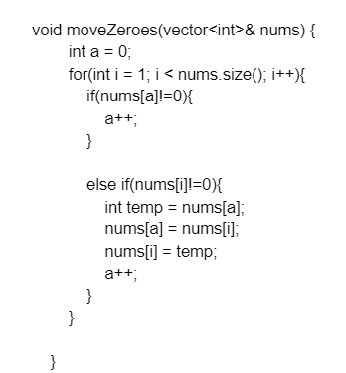 void moveZeroes(vector<int>& nums) {
int a = 0;
for(int i = 1; i < nums.size(); i++){
if(nums[a]!=0){
a++;
}
else if(nums[i]!=0){
int temp = nums[a];
nums[a] = nums[i];
nums[i] = temp;
a++;
}
}
}